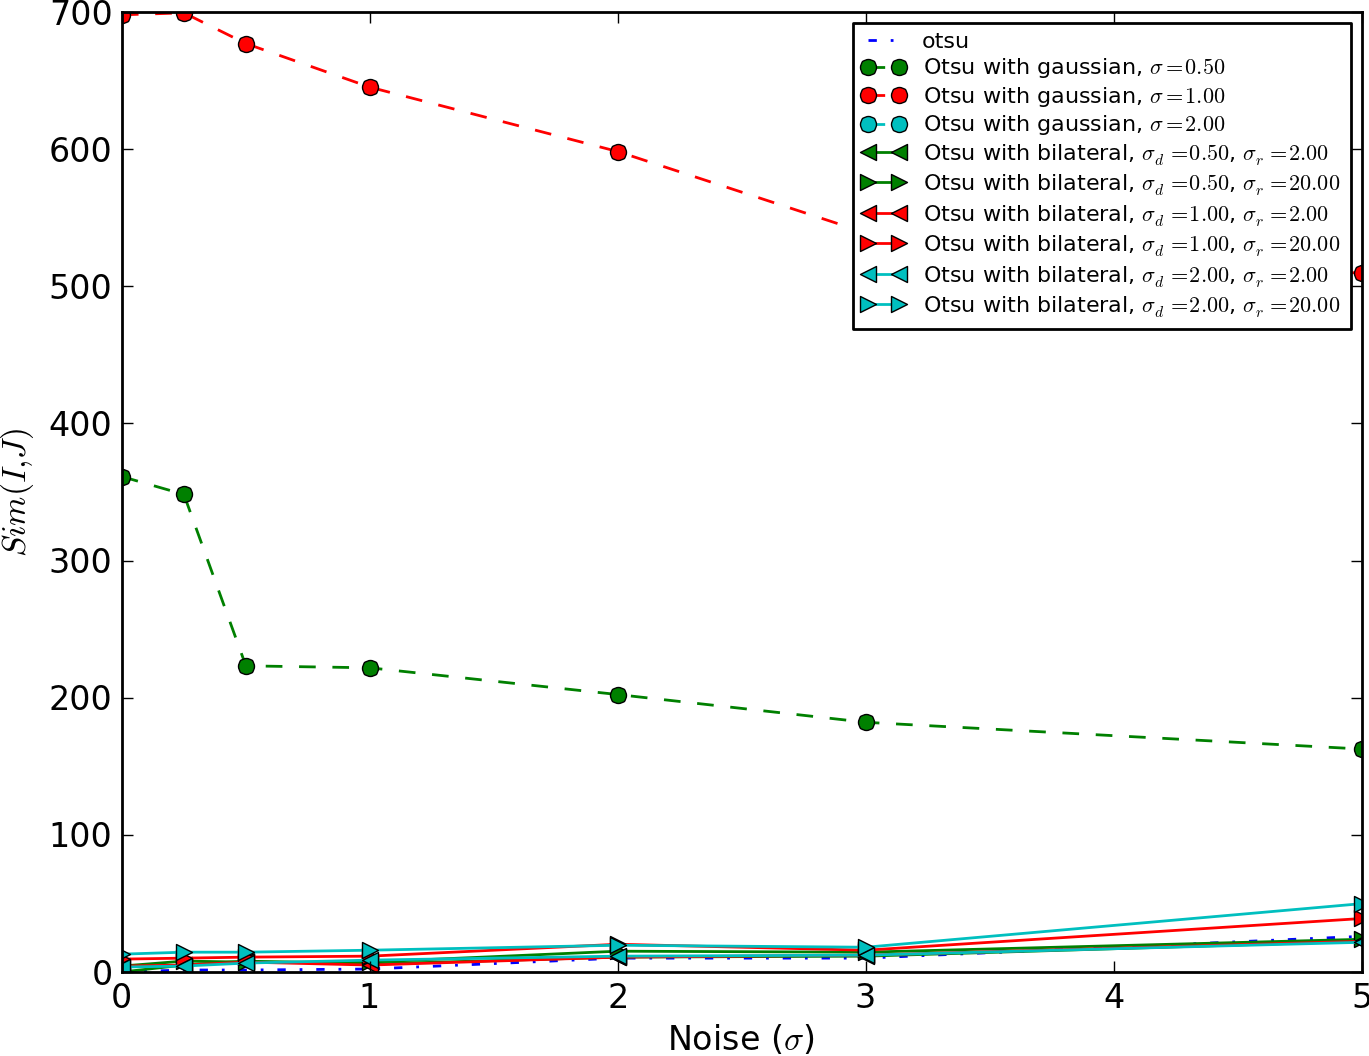 700
600
500
400
300
200
100
0
Sim(I,J)
otsu
Otsu with gaussian, σ=0.50
Otsu with gaussian, σ=1.00
Otsu with gaussian, σ=2.00
Otsu with bilateral, σ_d=0.50, σ_r=2.00
Otsu with bilateral, σ_d=0.50, σ_r=20.00
Otsu with bilateral, σ_d=1.00, σ_r=2.00
Otsu with bilateral, σ_d=1.00, σ_r=20.00
Otsu with bilateral, σ_d=2.00, σ_r=2.00
Otsu with bilateral, σ_d=2.00, σ_r=20.00
0 1 2 3 4 5
Noise (σ)